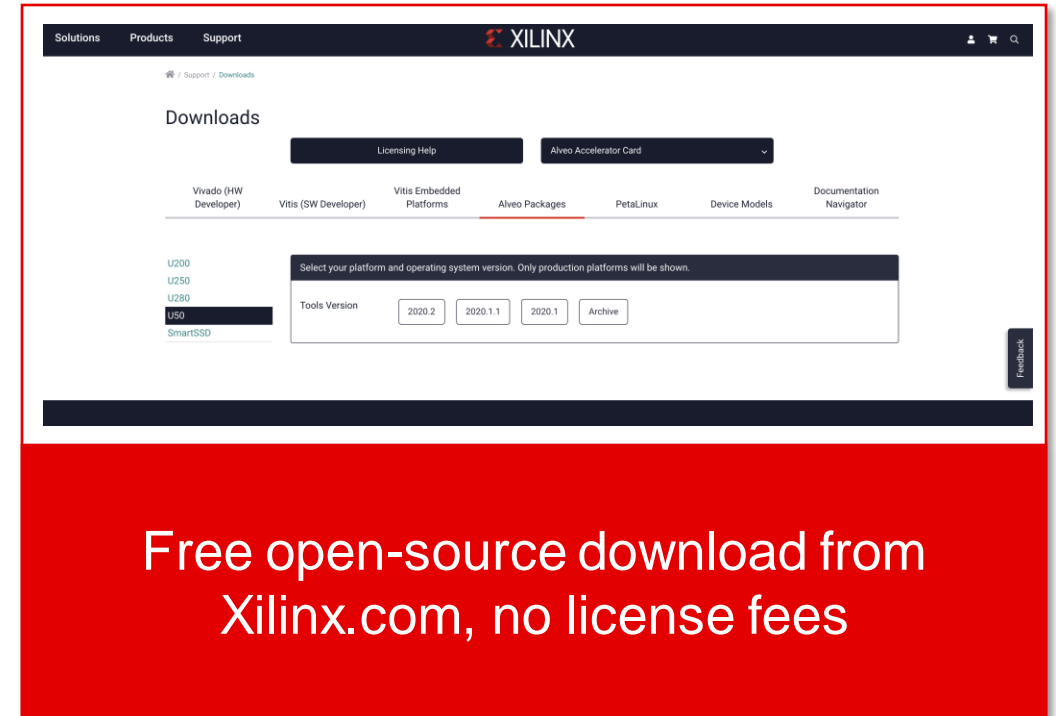 Solutions Products Support XILINX
/ Support / Downloads
Downloads
Licensing Help
Alveo Accelerator Card
Vivado (HW
Developer)
Vitis (SW Developer)
Vitis Embedded
Platforms
Alveo Packages
PetaLinux
Device Models
Documentation
Navigator
U200
U250
U280
U50
SmartSSD
Select your platform and operating system version. Only production platforms will be shown.
Tools Version 2020.2 2020.1.1 2020.1 Archive
Feedback
Free open-source download from
Xilinx.com, no license fees